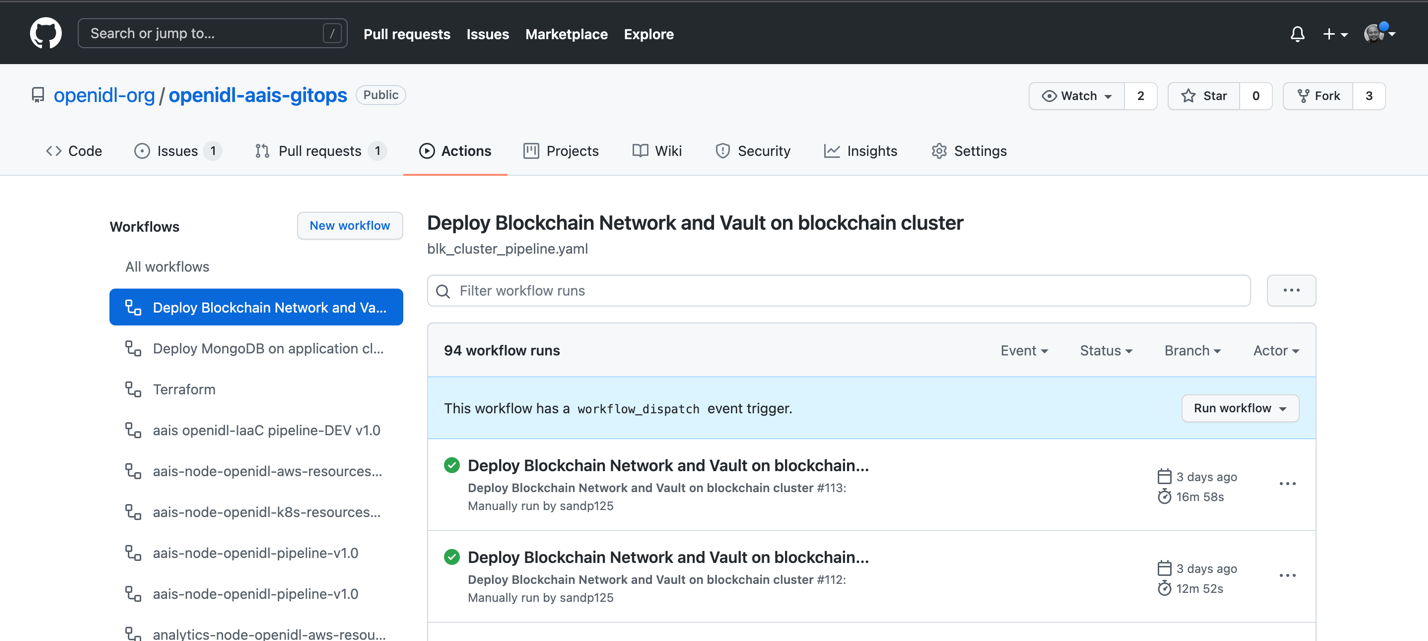 Search or jump to... /
Pull requests Issues Marketplace Explore
openidl-org / openidl-aais-gitops Public
Watch 2 Star 0 Fork 3
Code Issues 1 Pull requests 1 Actions Projects Wiki Security Insights Settings
Workflows
New workflow
All workflows
Deploy Blockchain Network and Va...
Deploy MongoDB on application cl...
Terraform
aais openidl-IaaC pipeline-DEV v1.0
aais-node-openidl-aws-resources...
aais-node-openidl-k8s-resources...
aais-node-openidl-pipeline-v1.0
aais-node-openidl-pipeline-v1.0
analytics-node-openidl-aws-resou...
Deploy Blockchain Network and Vault on blockchain cluster
blk_cluster_pipeline.yaml
Filter workflow runs
94 workflow runs
Event Status Branch Actor
This workflow has a workflow_dispatch event trigger.
Run workflow
Deploy Blockchain Network and Vault on blockchain...
Deploy Blockchain Network and Vault on blockchain cluster #113:
Manually run by sandp125
3 days ago
16m 58s
Deploy Blockchain Network and Vault on blockchain...
Deploy Blockchain Network and Vault on blockchain cluster #112:
Manually run by sandp125
3 days ago
12m 52s